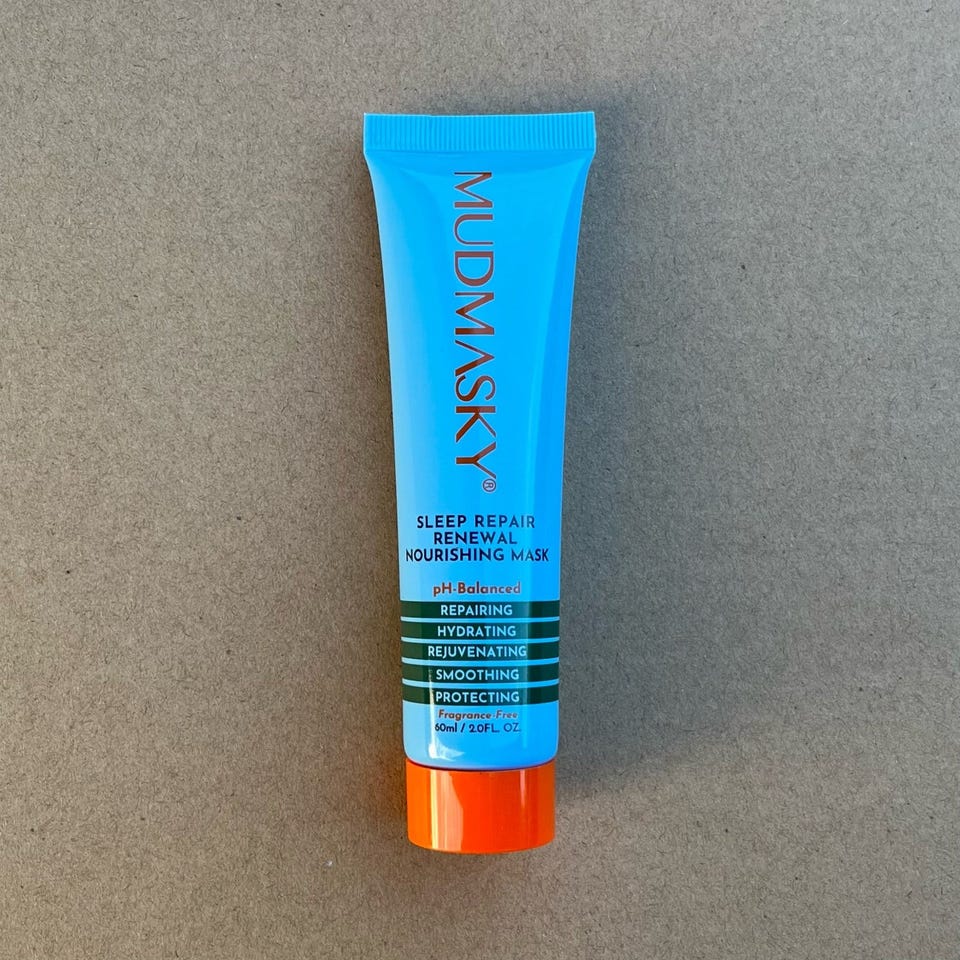 MUDMASKY®
SLEEP REPAIR
RENEWAL
NOURISHING MASK
pH-Balanced
REPAIRING
HYDRATING
REJUVENATING
SMOOTHING
PROTECTING
Fragrance-Free
60ml / 2.0FL. OZ.